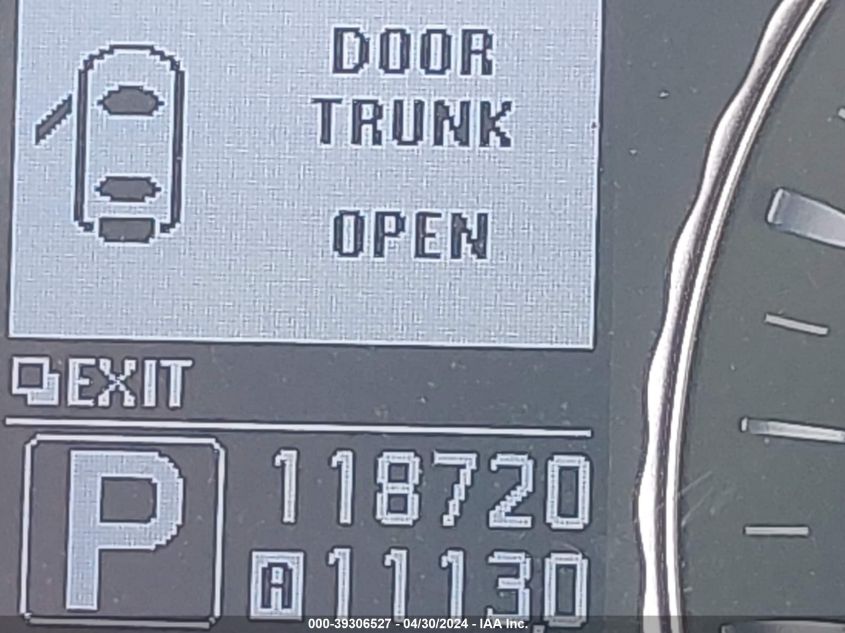 DOOR
TRUNK
OPEN
EXIT
P
118720
A 1113.0
000-39306527 - 04/30/2024 - IAA Inc.